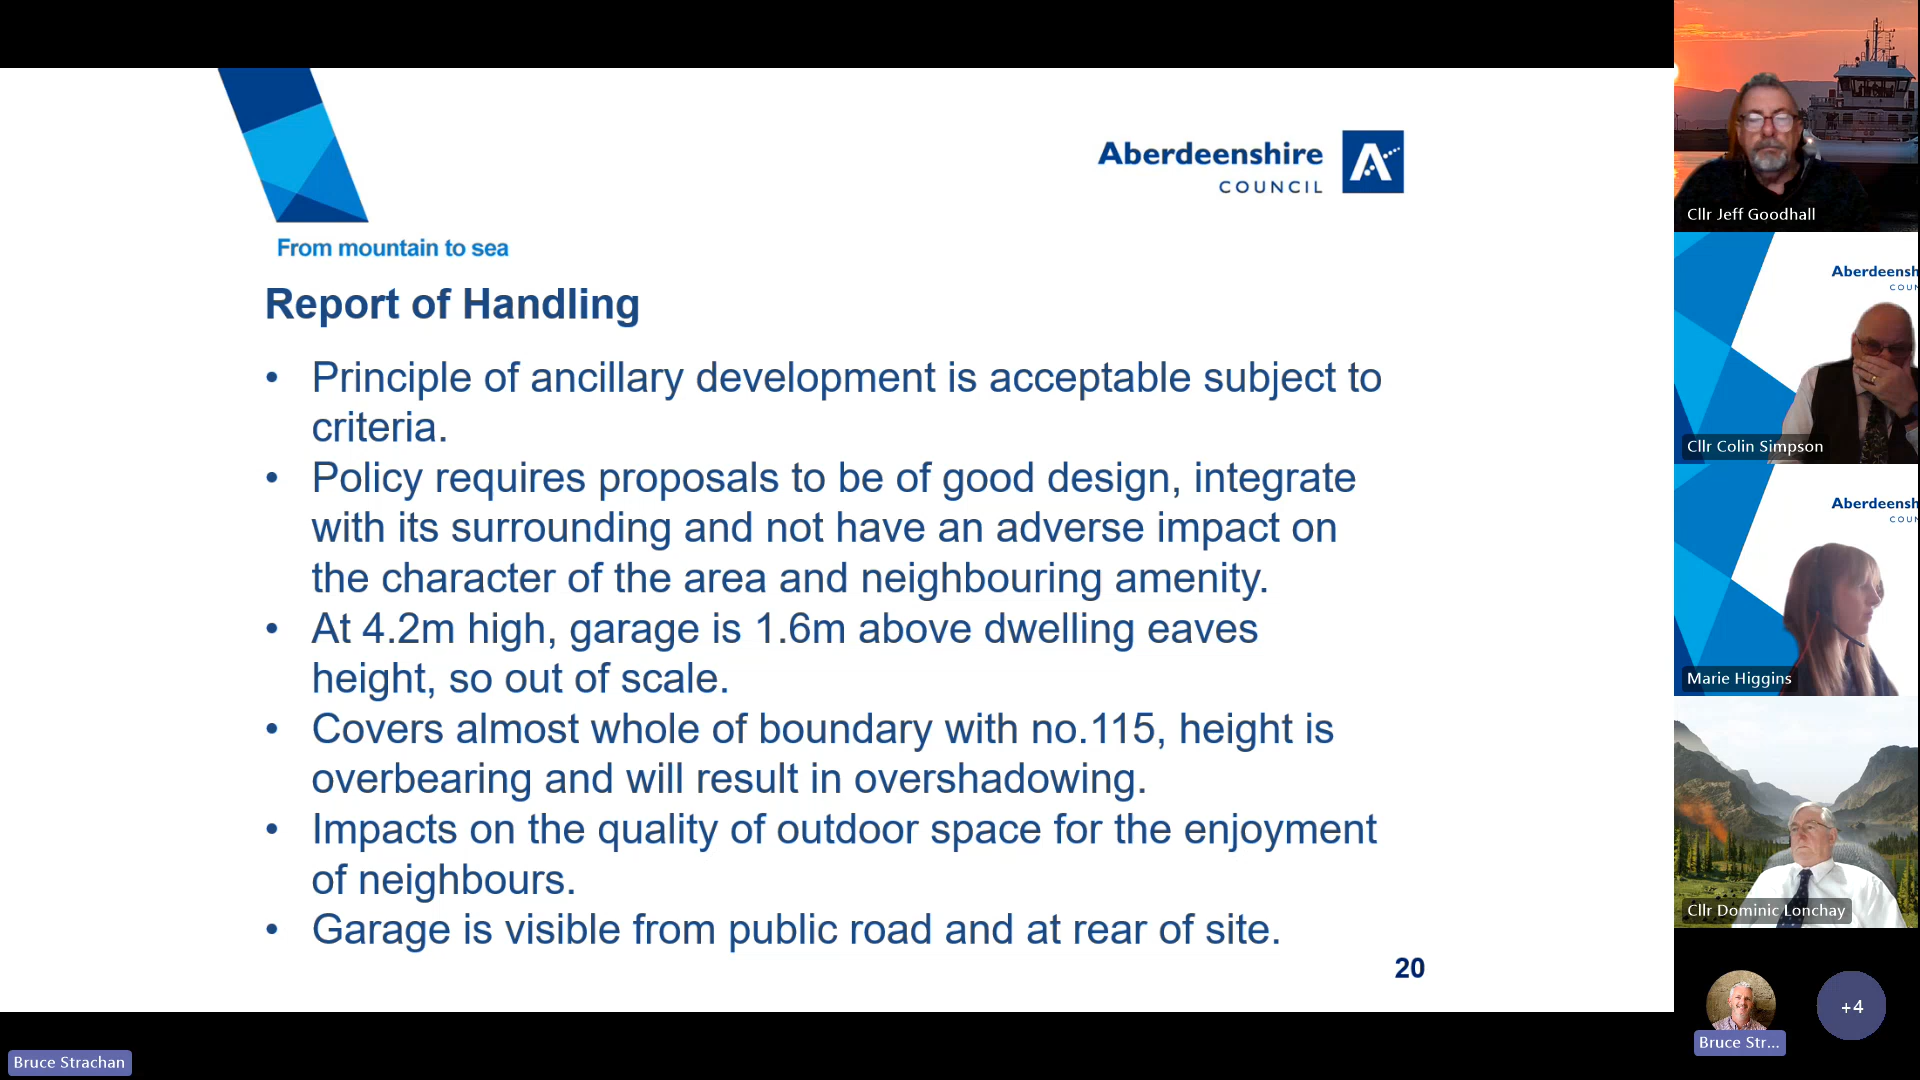 Aberdeenshire
COUNCIL
From mountain to sea
Report of Handling
• Principle of ancillary development is acceptable subject to
criteria.
• Policy requires proposals to be of good design, integrate
with its surrounding and not have an adverse impact on
the character of the area and neighbouring amenity.
• At 4.2m high, garage is 1.6m above dwelling eaves
height, so out of scale.
• Covers almost whole of boundary with no.115, height is
overbearing and will result in overshadowing.
• Impacts on the quality of outdoor space for the enjoyment
of neighbours.
• Garage is visible from public road and at rear of site.
20
Bruce Strachan
Cllr Jeff Goodhall
Aberdeensh
COUN
Cllr Colin Simpson
Aberdeensh
COUN
Marie Higgins
Cllr Dominic Lonchay
Bruce Str...
+4